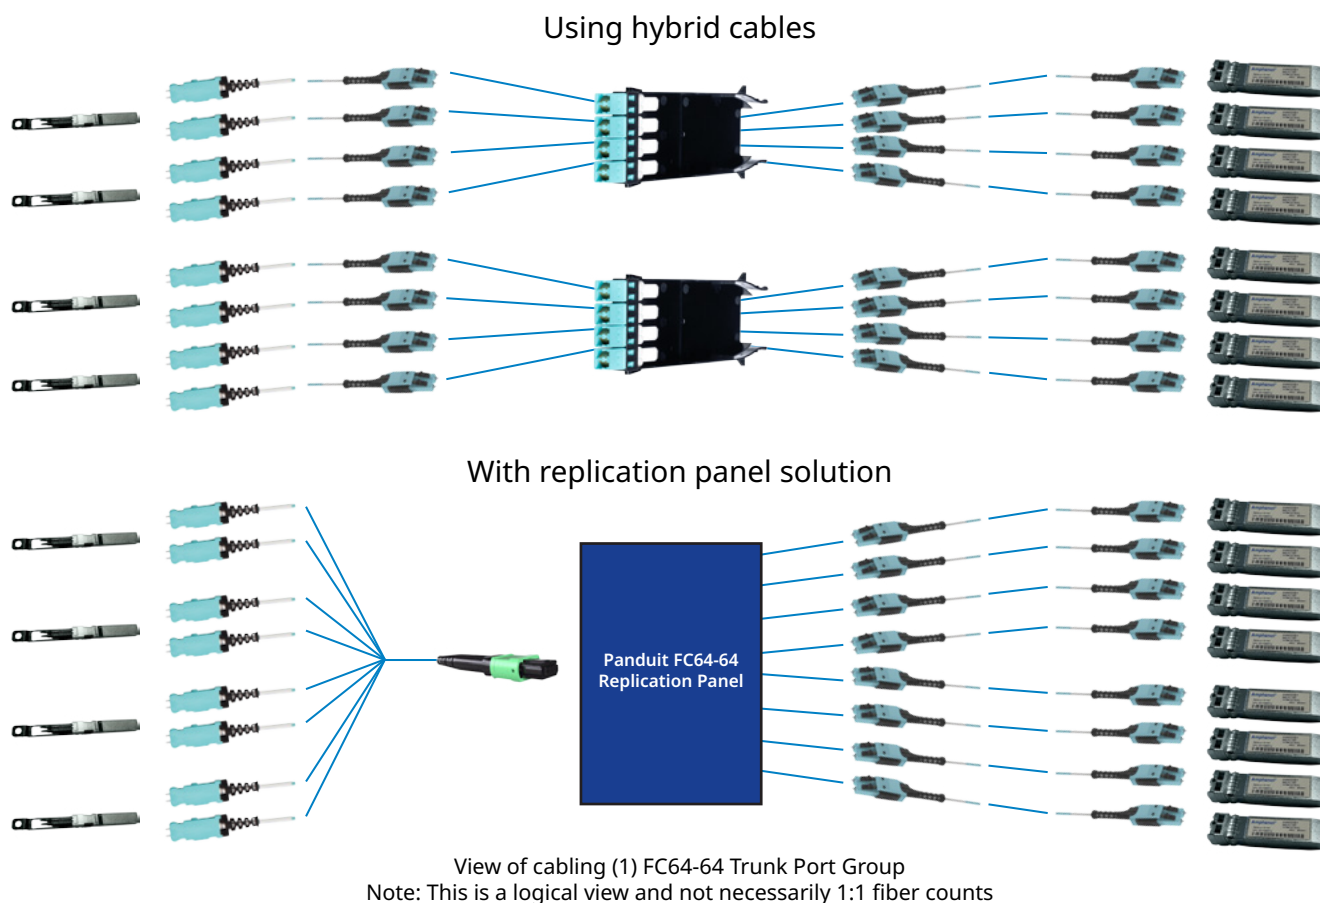 Using hybrid cables
With replication panel solution
Panduit FC64-64
Replication Panel
View of cabling (1) FC64-64 Trunk Port Group
Note: This is a logical view and not necessarily 1:1 fiber counts